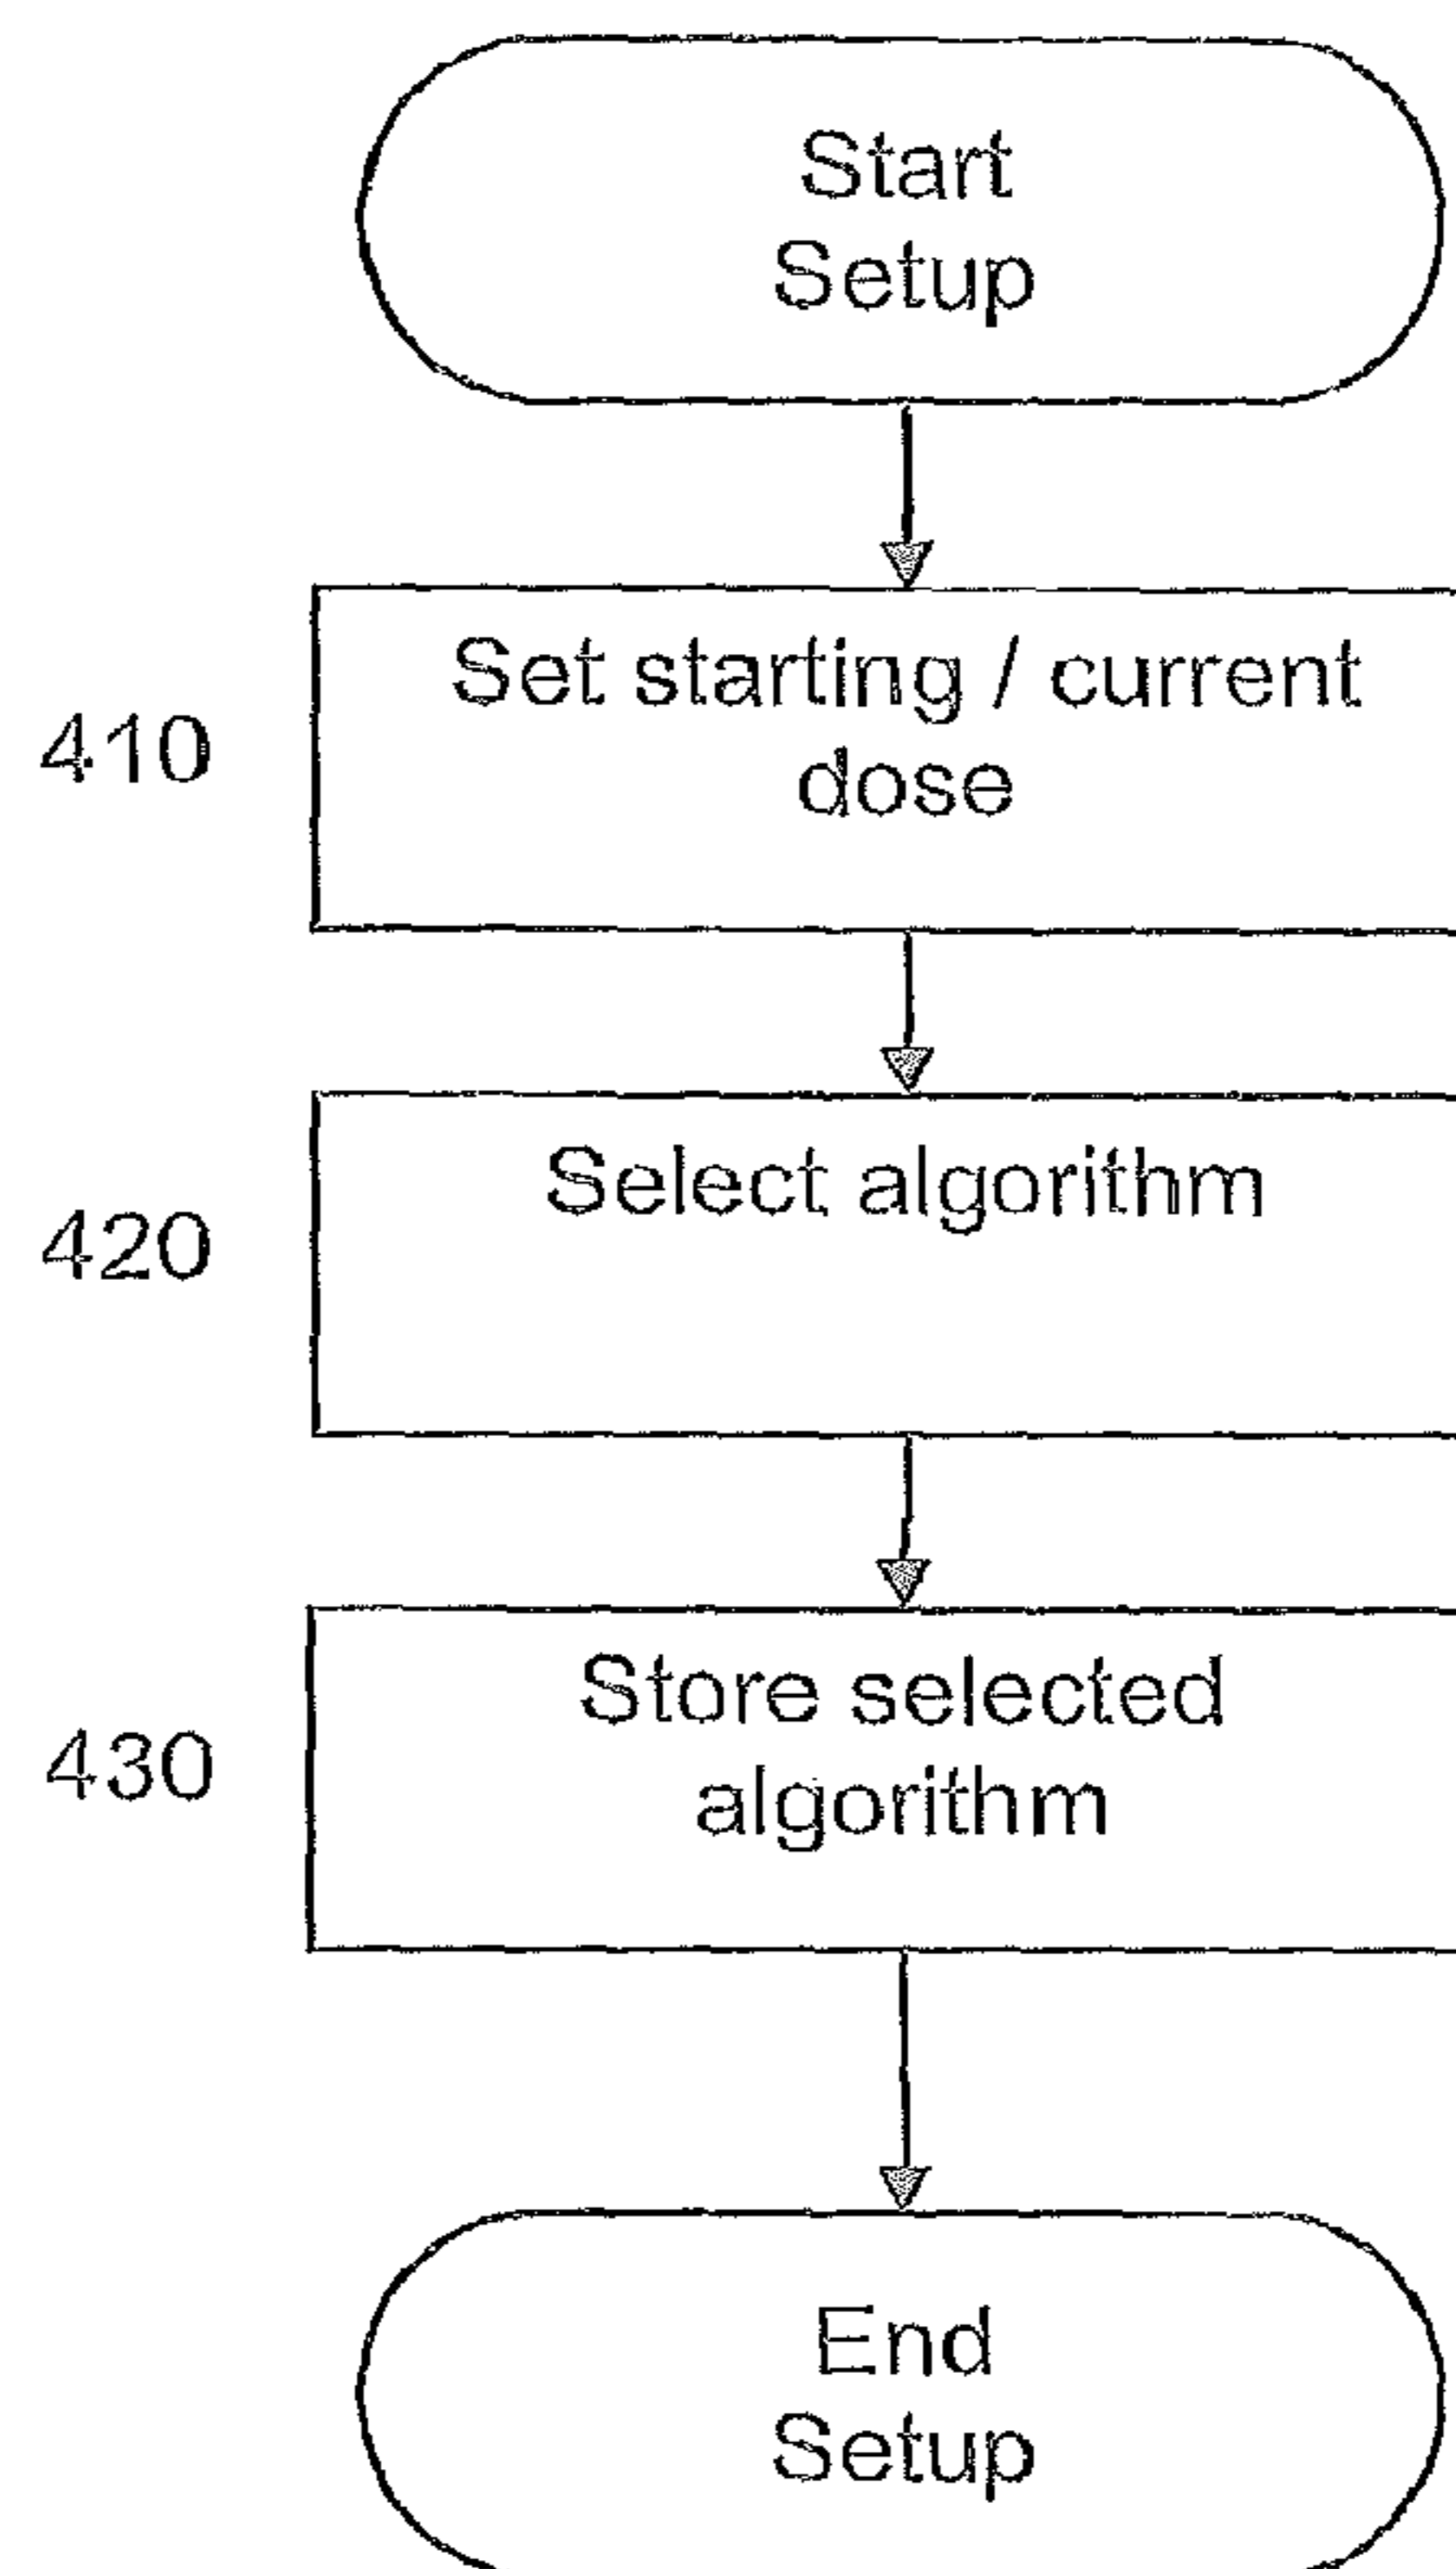 Start
Setup
410
Set starting / current
dose
420
Select algorithm
430
Store selected
algorithm
End
Setup